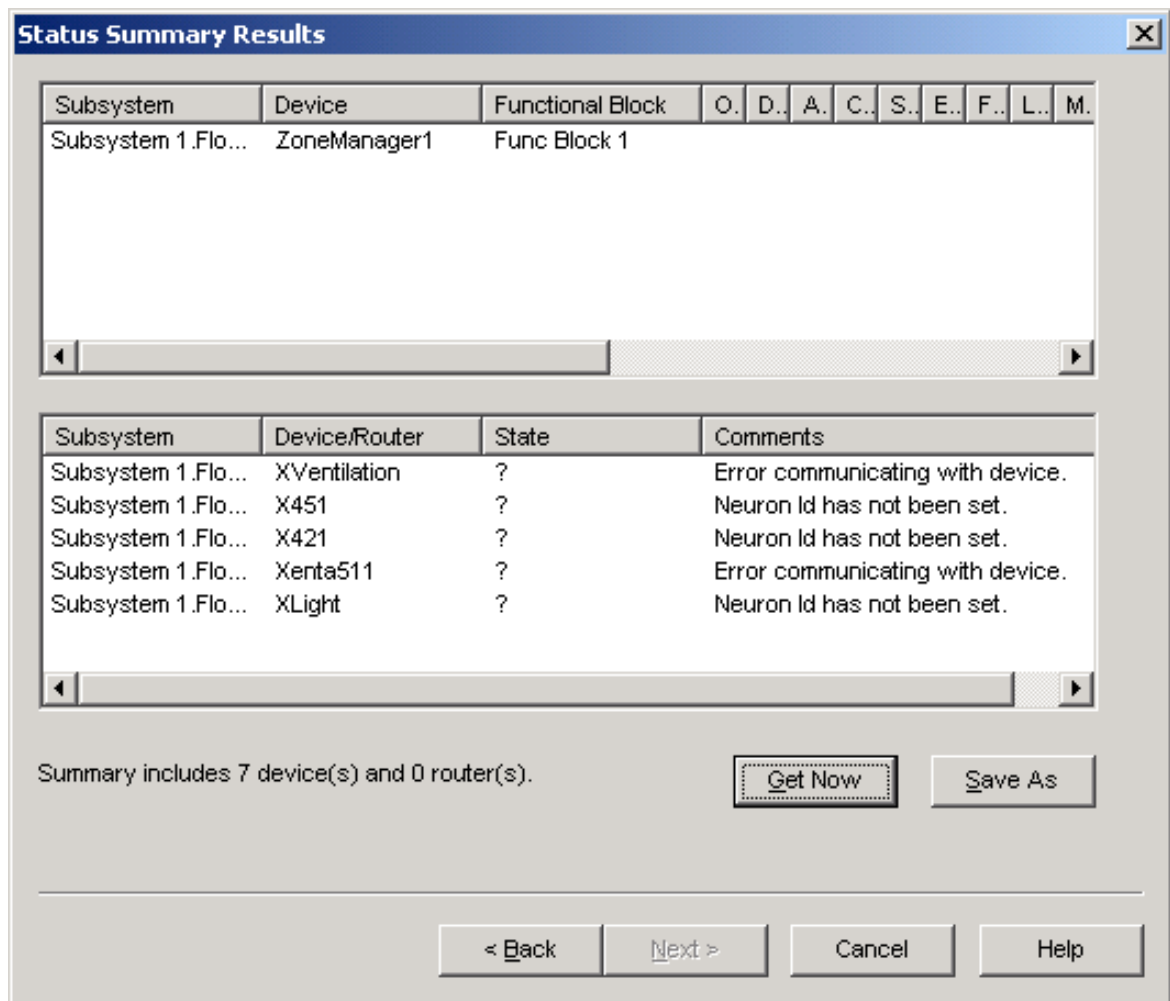 Status Summary Results
Subsystem Device Functional Block O. D.. A. C.. S.. E.. F.. L.. M.
Subsystem 1.Flo... ZoneManager1 Func Block 1
Subsystem Device/Router State Comments
Subsystem 1.Flo... XVentilation ? Error communicating with device.
Subsystem 1.Flo... X451 ? Neuron Id has not been set.
Subsystem 1.Flo... X421 ? Neuron Id has not been set.
Subsystem 1.Flo... Xenta511 ? Error communicating with device.
Subsystem 1.Flo... XLight ? Neuron Id has not been set.
Summary includes 7 device(s) and 0 router(s). Get Now Save As
< Back Next > Cancel Help